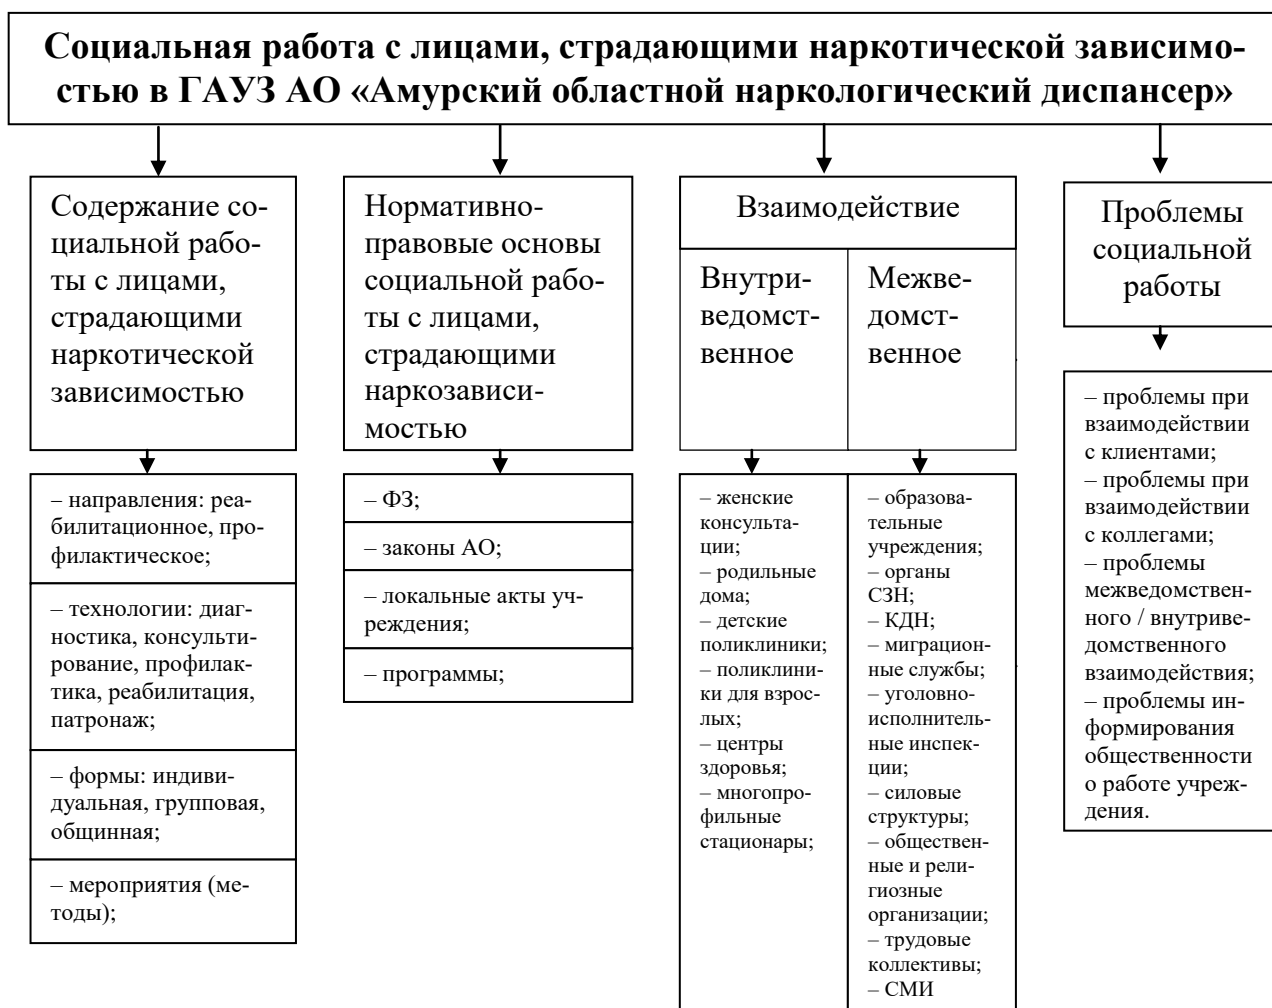 Социальная работа с лицами, страдающими наркотической зависимо-
стью в ГАУЗ АО «Амурский областной наркологический диспансер»
Содержание со-
циальной рабо-
ты с лицами,
страдающими
наркотической
зависимостью
– направления: реа-
билитационное, про-
филактическое;
– технологии: диаг-
ностика, консульти-
рование, профилак-
тика, реабилитация,
патронаж;
– формы: индиви-
дуальная, групповая,
общинная;
– мероприятия (ме-
тоды);
Нормативно-
правовые основы
социальной рабо-
ты с лицами,
страдающими
наркозависи-
мостью
– ФЗ;
– законы АО;
– локальные акты уч-
реждения;
– программы;
Взаимодействие
Внутри-
ведомст-
венное
– женские
консульта-
ции;
– родильные
дома;
– детские
поликлиники;
– поликлини-
ки для взрос-
лых;
– центры
здоровья;
– многопро-
фильные
стационары;
Межве-
домст-
венное
– образова-
тельные
учреждения;
– органы
СЗН;
– КДН;
– миграцион-
ные службы;
– уголовно-
исполнитель-
ные инспек-
ции;
– силовые
структуры;
– обществен-
ные и рели-
гиозные
организации;
– трудовые
коллективы;
– СМИ
Проблемы
социальной
работы
– проблемы при
взаимодействии
с клиентами;
– проблемы при
взаимодействии
с коллегами;
– проблемы
межведомствен-
ного / внутриве-
домственного
взаимодействия;
– проблемы ин-
формирования
общественности
о работе учреж-
дения.